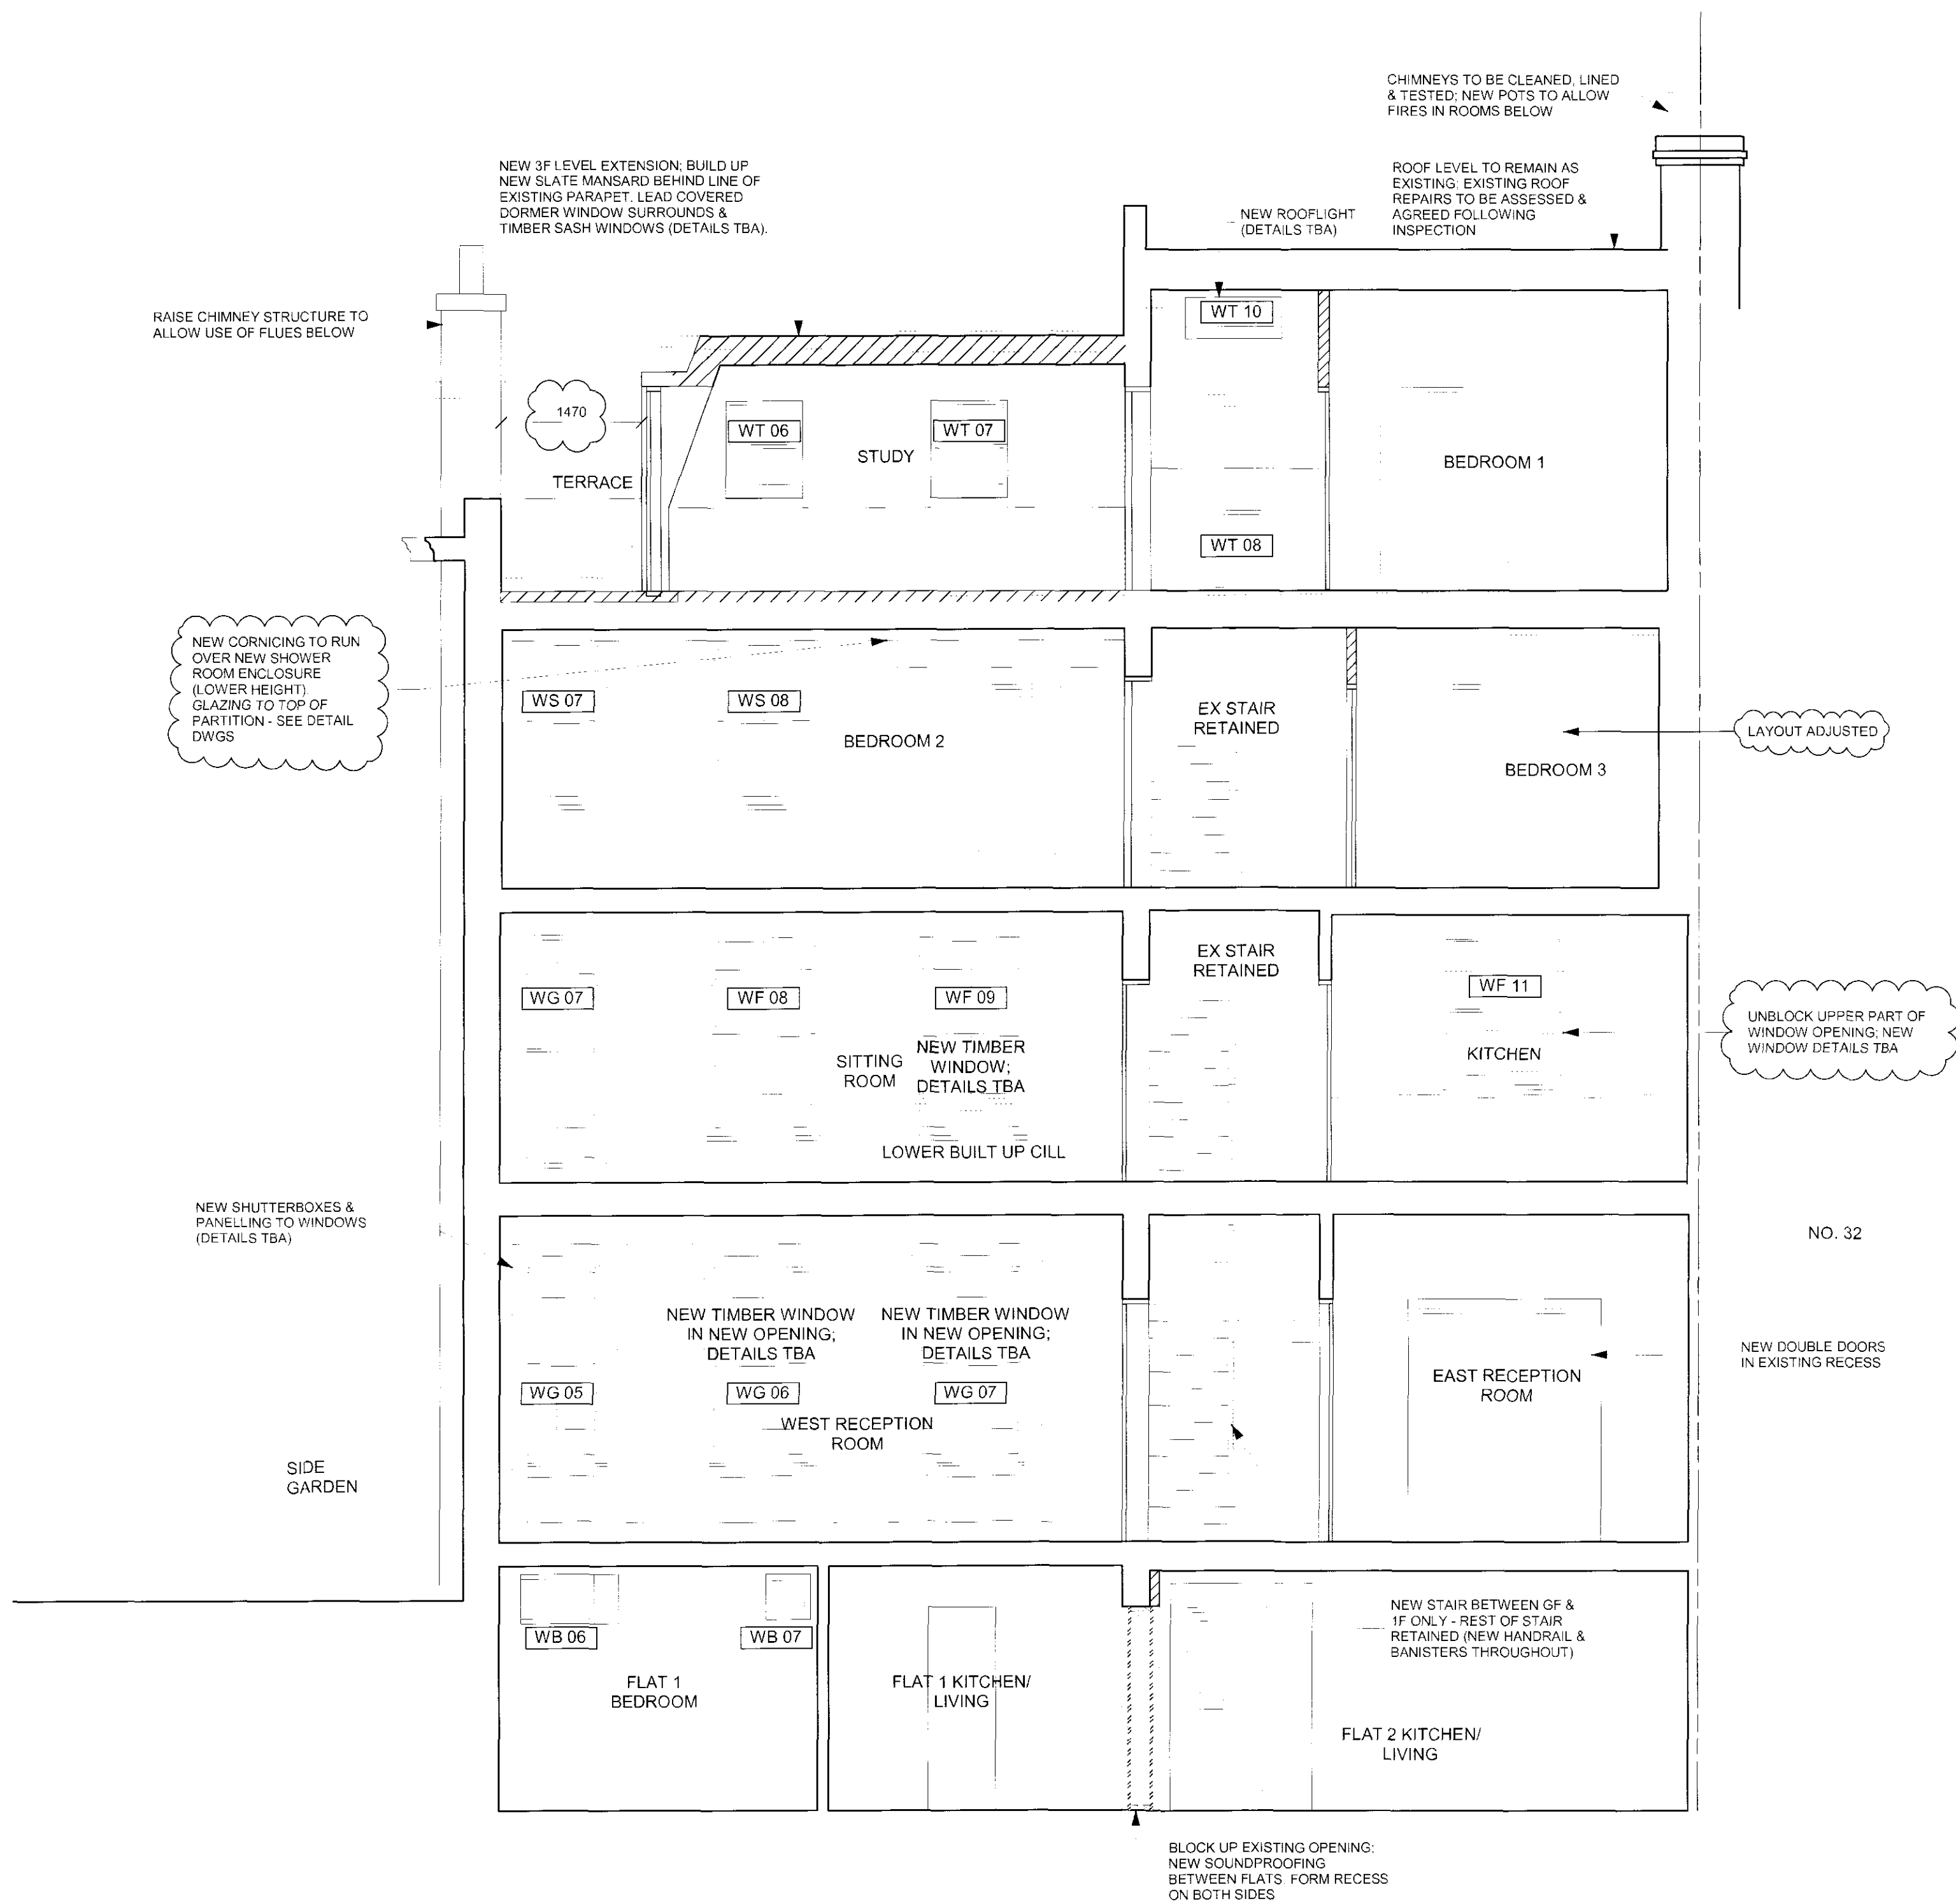 CHIMNEYS TO BE CLEANED, LINED
& TESTED; NEW POTS TO ALLOW
FIRES IN ROOMS BELOW
NEW 3F LEVEL EXTENSION; BUILD UP
NEW SLATE MANSARD BEHIND LINE OF
EXISTING PARAPET. LEAD COVERED
DORMER WINDOW SURROUNDS &
TIMBER SASH WINDOWS (DETAILS TBA).
NEW ROOFLIGHT
(DETAILS TBA)
ROOF LEVEL TO REMAIN AS
EXISTING; EXISTING ROOF
REPAIRS TO BE ASSESSED &
AGREED FOLLOWING
INSPECTION
RAISE CHIMNEY STRUCTURE TO
ALLOW USE OF FLUES BELOW
WT 10
1470
WT 06
WT 07
STUDY
BEDROOM 1
TERRACE
WT 08
NEW CORNICING TO RUN
OVER NEW SHOWER
ROOM ENCLOSURE
(LOWER HEIGHT).
GLAZING TO TOP OF
PARTITION - SEE DETAIL
DWGS
WS 07
WS 08
BEDROOM 2
EX STAIR
RETAINED
BEDROOM 3
LAYOUT ADJUSTED
WG 07
WF 08
WF 09
EX STAIR
RETAINED
WF 11
SITTING
ROOM
NEW TIMBER
WINDOW;
DETAILS TBA
KITCHEN
UNBLOCK UPPER PART OF
WINDOW OPENING; NEW
WINDOW DETAILS TBA
LOWER BUILT UP CILL
NEW SHUTTERBOXES &
PANELLING TO WINDOWS
(DETAILS TBA)
NO. 32
NEW TIMBER WINDOW
IN NEW OPENING;
DETAILS TBA
NEW TIMBER WINDOW
IN NEW OPENING;
DETAILS TBA
WG 05
WG 06
WG 07
WEST RECEPTION
ROOM
EAST RECEPTION
ROOM
NEW DOUBLE DOORS
IN EXISTING RECESS
SIDE
GARDEN
WB 06
WB 07
FLAT 1
BEDROOM
FLAT 1 KITCHEN/
LIVING
NEW STAIR BETWEEN GF &
1F ONLY - REST OF STAIR
RETAINED (NEW HANDRAIL &
BANISTERS THROUGHOUT)
FLAT 2 KITCHEN/
LIVING
BLOCK UP EXISTING OPENING;
NEW SOUNDPROOFING
BETWEEN FLATS. FORM RECESS
ON BOTH SIDES